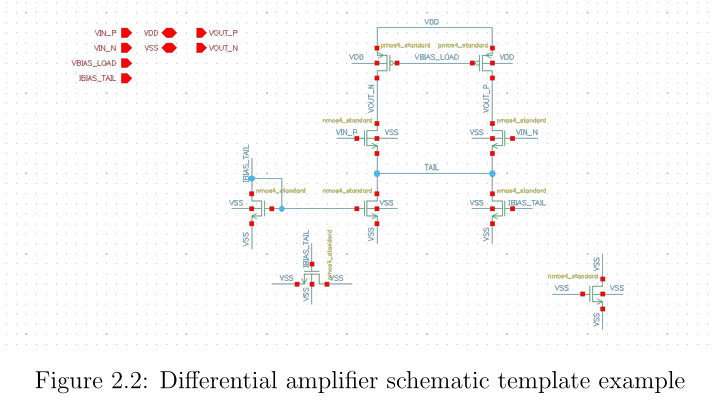 VIN_P VDD VOUT_P
VIN_N VSS VOUT_N
VBIAS_LOAD
IBIAS_TAIL
VDD
pmos4_standard pmos4_standard
VDD VBIAS_LOAD VDD
VOUT_N VOUT_P
nmos4_standard nmos4_standard
VIN_P VSS VSS VIN_N
IBIAS_TAIL TAIL
nmos4_standard nmos4_standard nmos4_standard
VSS VSS VSS IBIAS_TAIL
VSS VSS VSS
IBIAS_TAIL nmos4_standard
VSS VSS
VSS
VSS
nmos4_standard
VSS VSS
VSS
Figure 2.2: Differential amplifier schematic template example